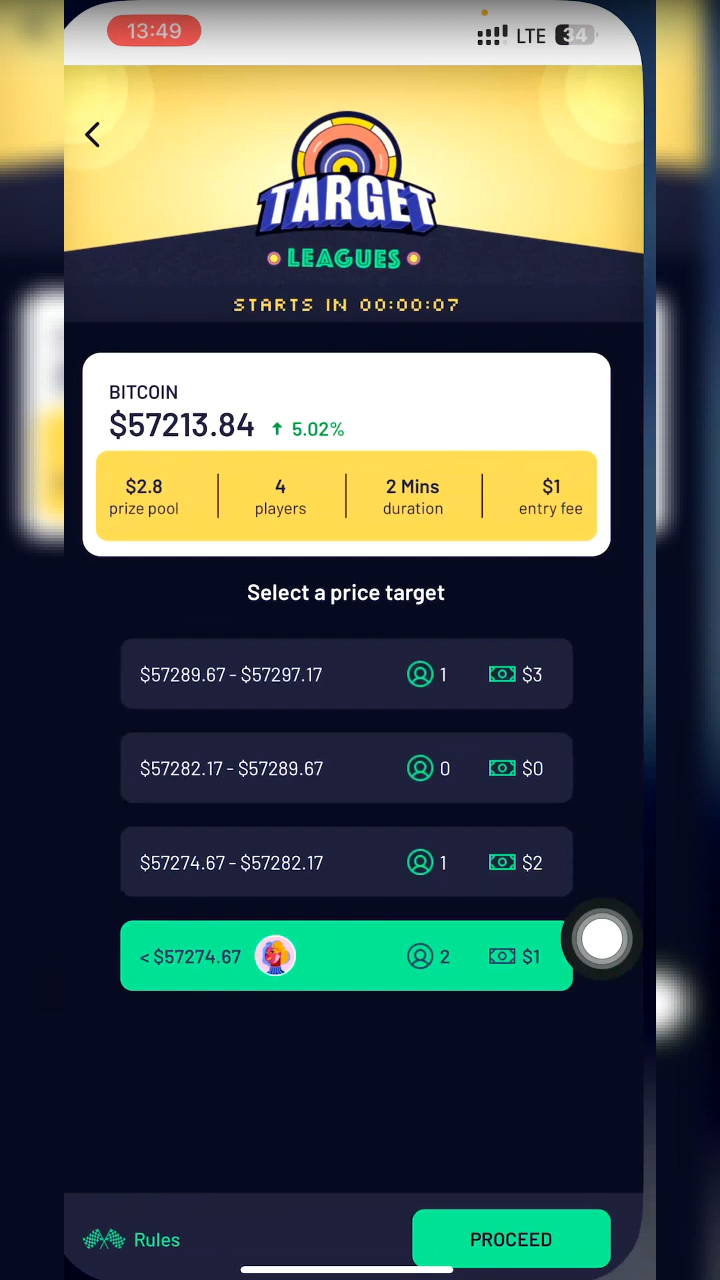 13:49 LTE 34
TARGET
LEAGUES
STARTS IN 00:00:07
BITCOIN
$57213.84 ↑ 5.02%
$2.8 4 2 Mins $1
prize pool players duration entry fee
Select a price target
$57289.67 - $57297.17 1 $3
$57282.17 - $57289.67 0 $0
$57274.67 - $57282.17 1 $2
< $57274.67 2 $1
Rules PROCEED